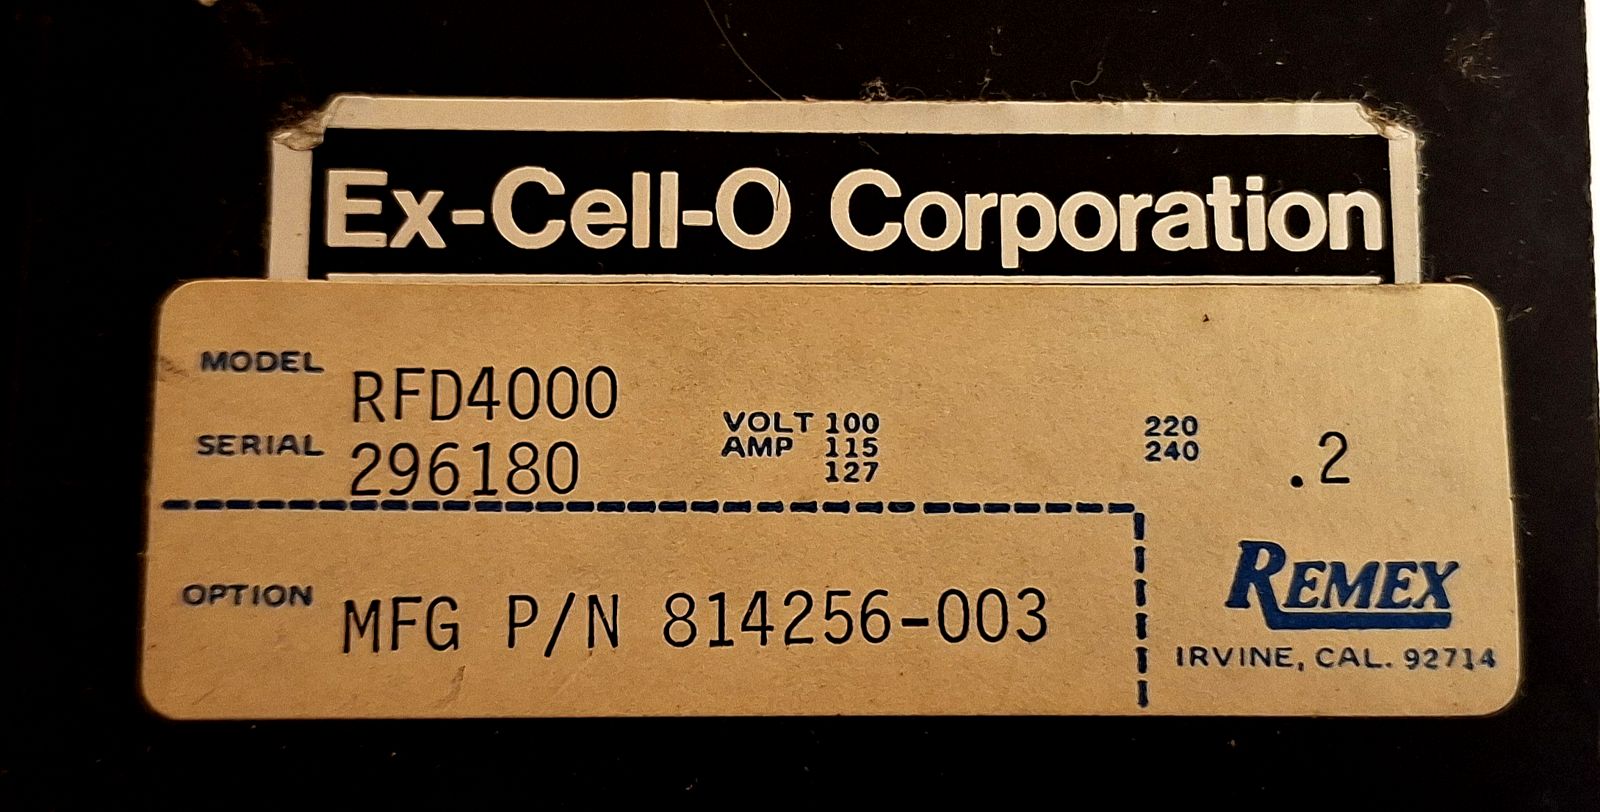 Ex-Cell-O Corporation
MODEL RFD4000
SERIAL 296180
VOLT 100
AMP 115
127
220
240
.2
OPTION MFG P/N 814256-003
REMEX
IRVINE, CAL. 92714